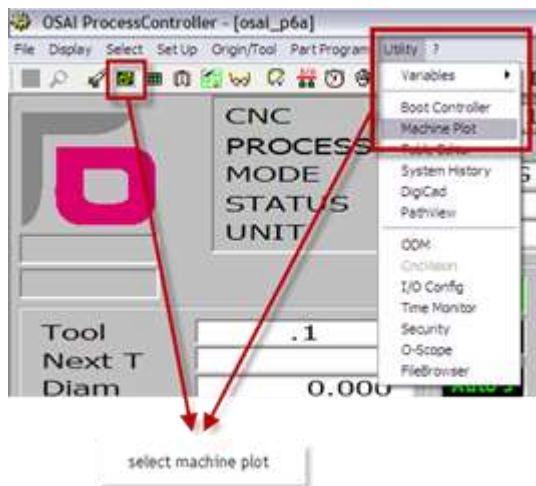 OSAI ProcessController - [osai_p6a]
File Display Select Set Up Origin/Tool Part Program Utility ?
Variables
Boot Controller
Machine Plot
System History
DigiCad
PathView
ODM
I/O Config
Time Monitor
Security
O-Scope
FileBrowser
CNC
PROCESS
MODE
STATUS
UNIT
Tool .1
Next T
Diam 0.000
select machine plot